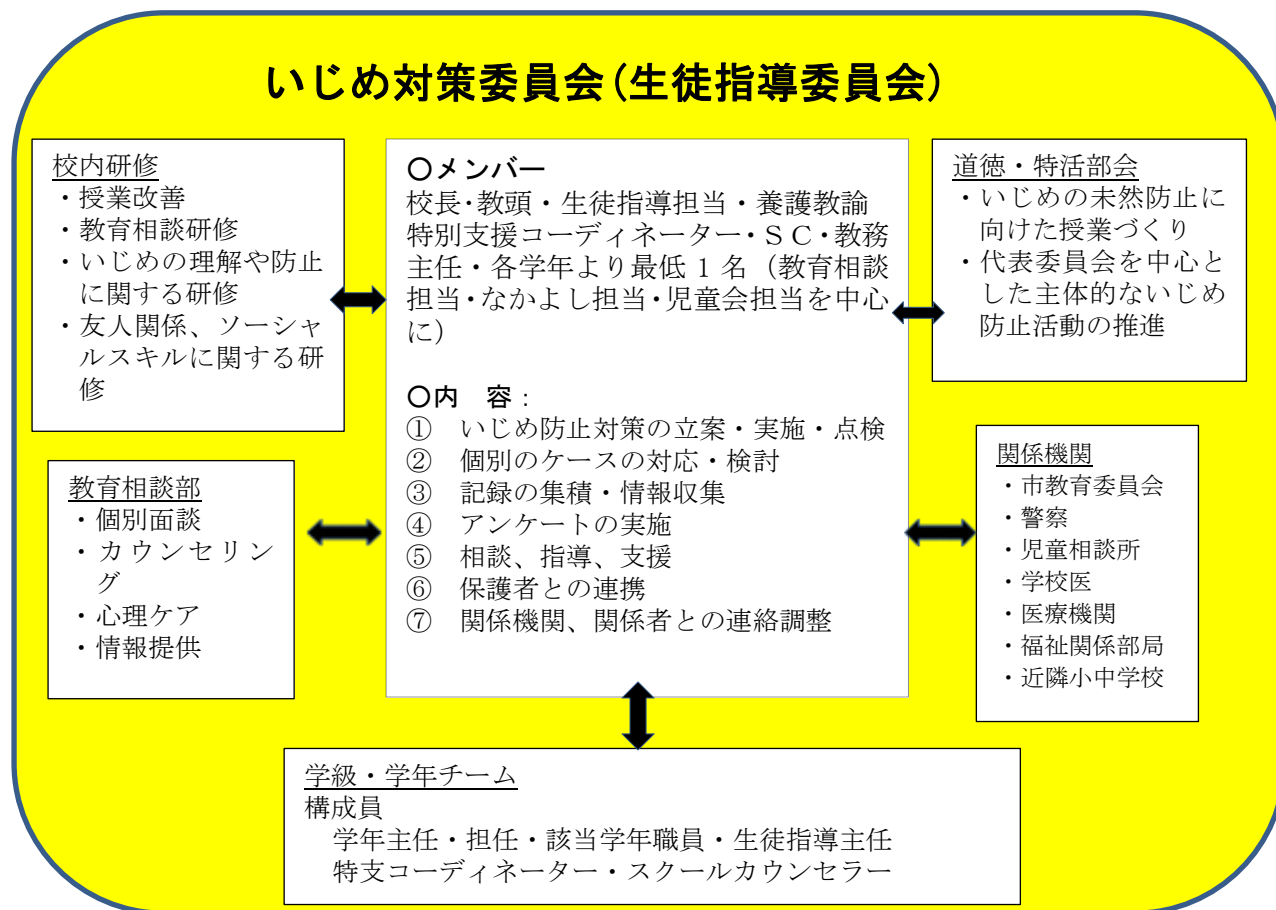 いじめ対策委員会(生徒指導委員会)
校内研修
・授業改善
・教育相談研修
・いじめの理解や防止
に関する研修
・友人関係、ソーシャ
ルスキルに関する研
修
教育相談部
・個別面談
・カウンセリン
グ
・心理ケア
・情報提供
〇メンバー
校長・教頭・生徒指導担当・養護教諭
特別支援コーディネーター・ＳＣ・教務
主任・各学年より最低 1 名（教育相談
担当・なかよし担当・児童会担当を中心
に）
〇内　容：
①　いじめ防止対策の立案・実施・点検
②　個別のケースの対応・検討
③　記録の集積・情報収集
④　アンケートの実施
⑤　相談、指導、支援
⑥　保護者との連携
⑦　関係機関、関係者との連絡調整
道徳・特活部会
・いじめの未然防止に
向けた授業づくり
・代表委員会を中心と
した主体的ないじめ
防止活動の推進
関係機関
・市教育委員会
・警察
・児童相談所
・学校医
・医療機関
・福祉関係部局
・近隣小中学校
学級・学年チーム
構成員
学年主任・担任・該当学年職員・生徒指導主任
特支コーディネーター・スクールカウンセラー